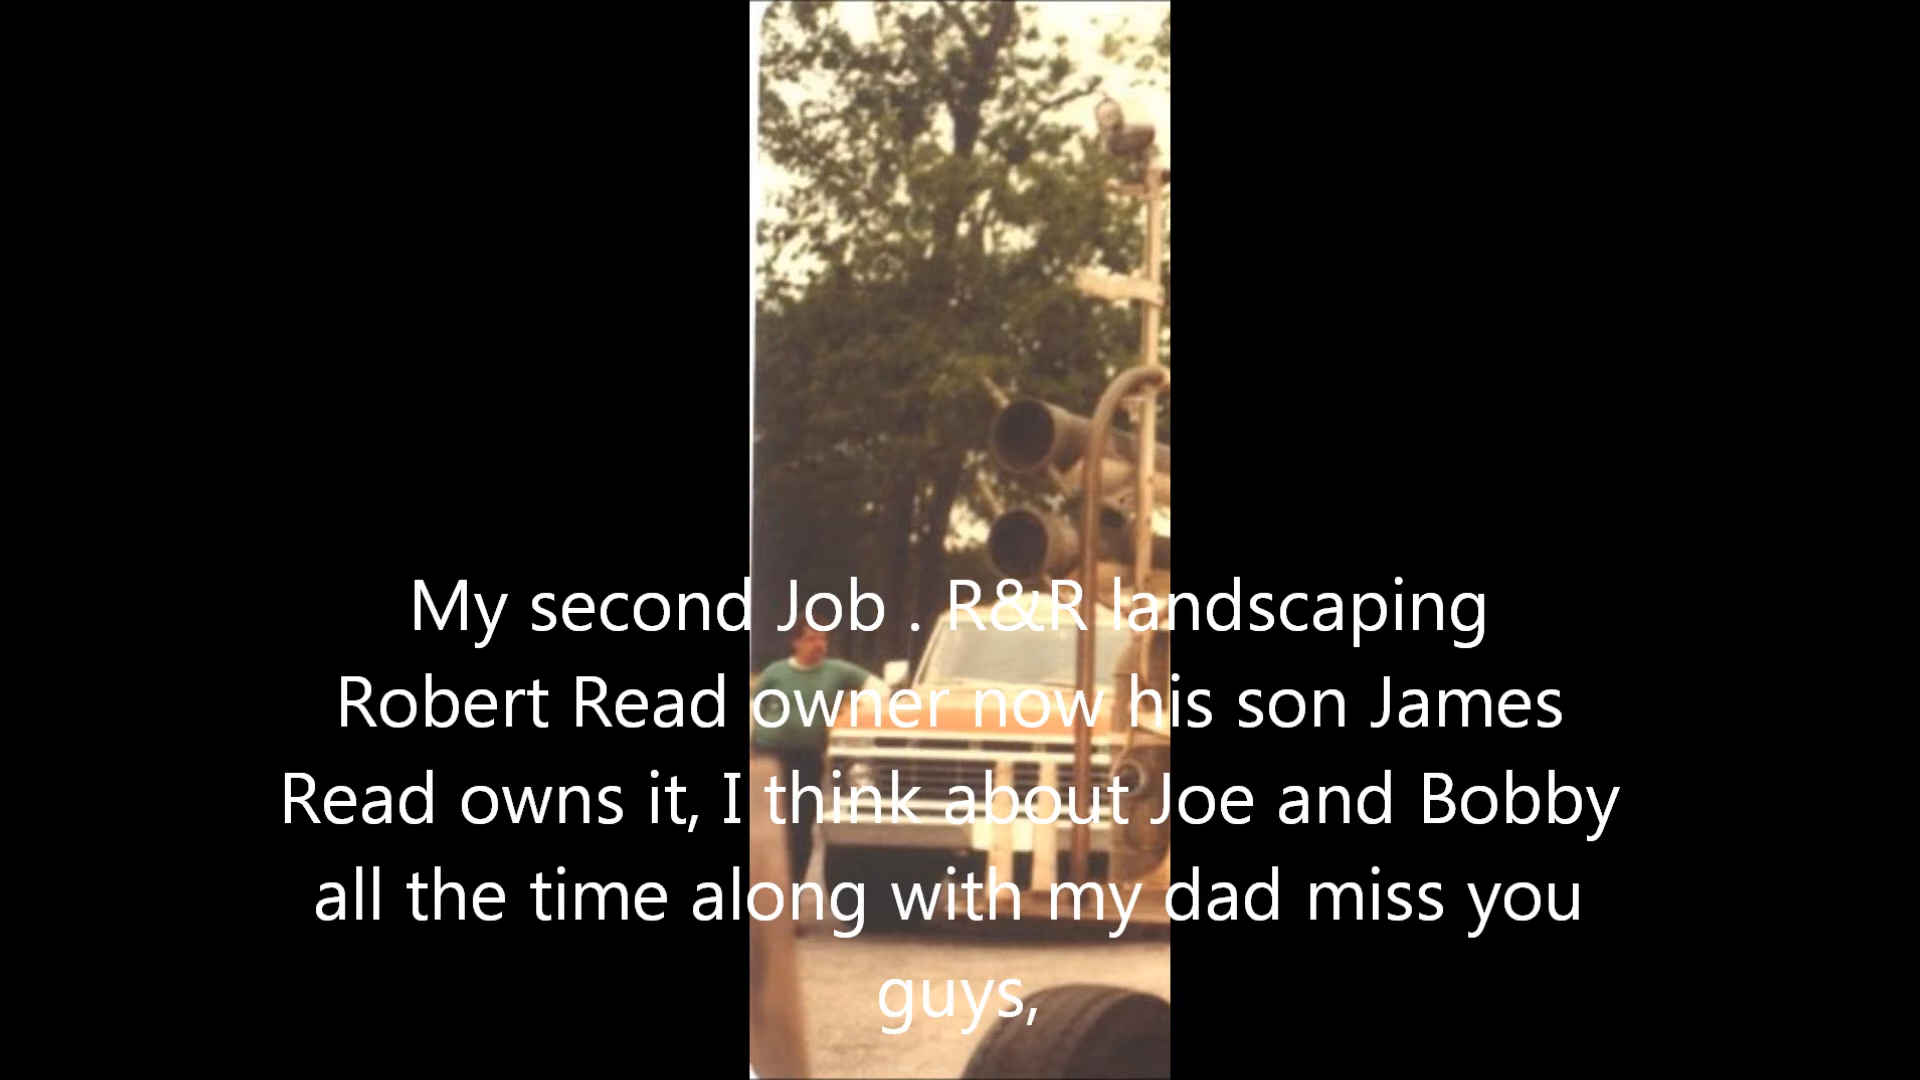 My second Job . R&R landscaping
Robert Read owner now his son James
Read owns it, I think about Joe and Bobby
all the time along with my dad miss you
guys,